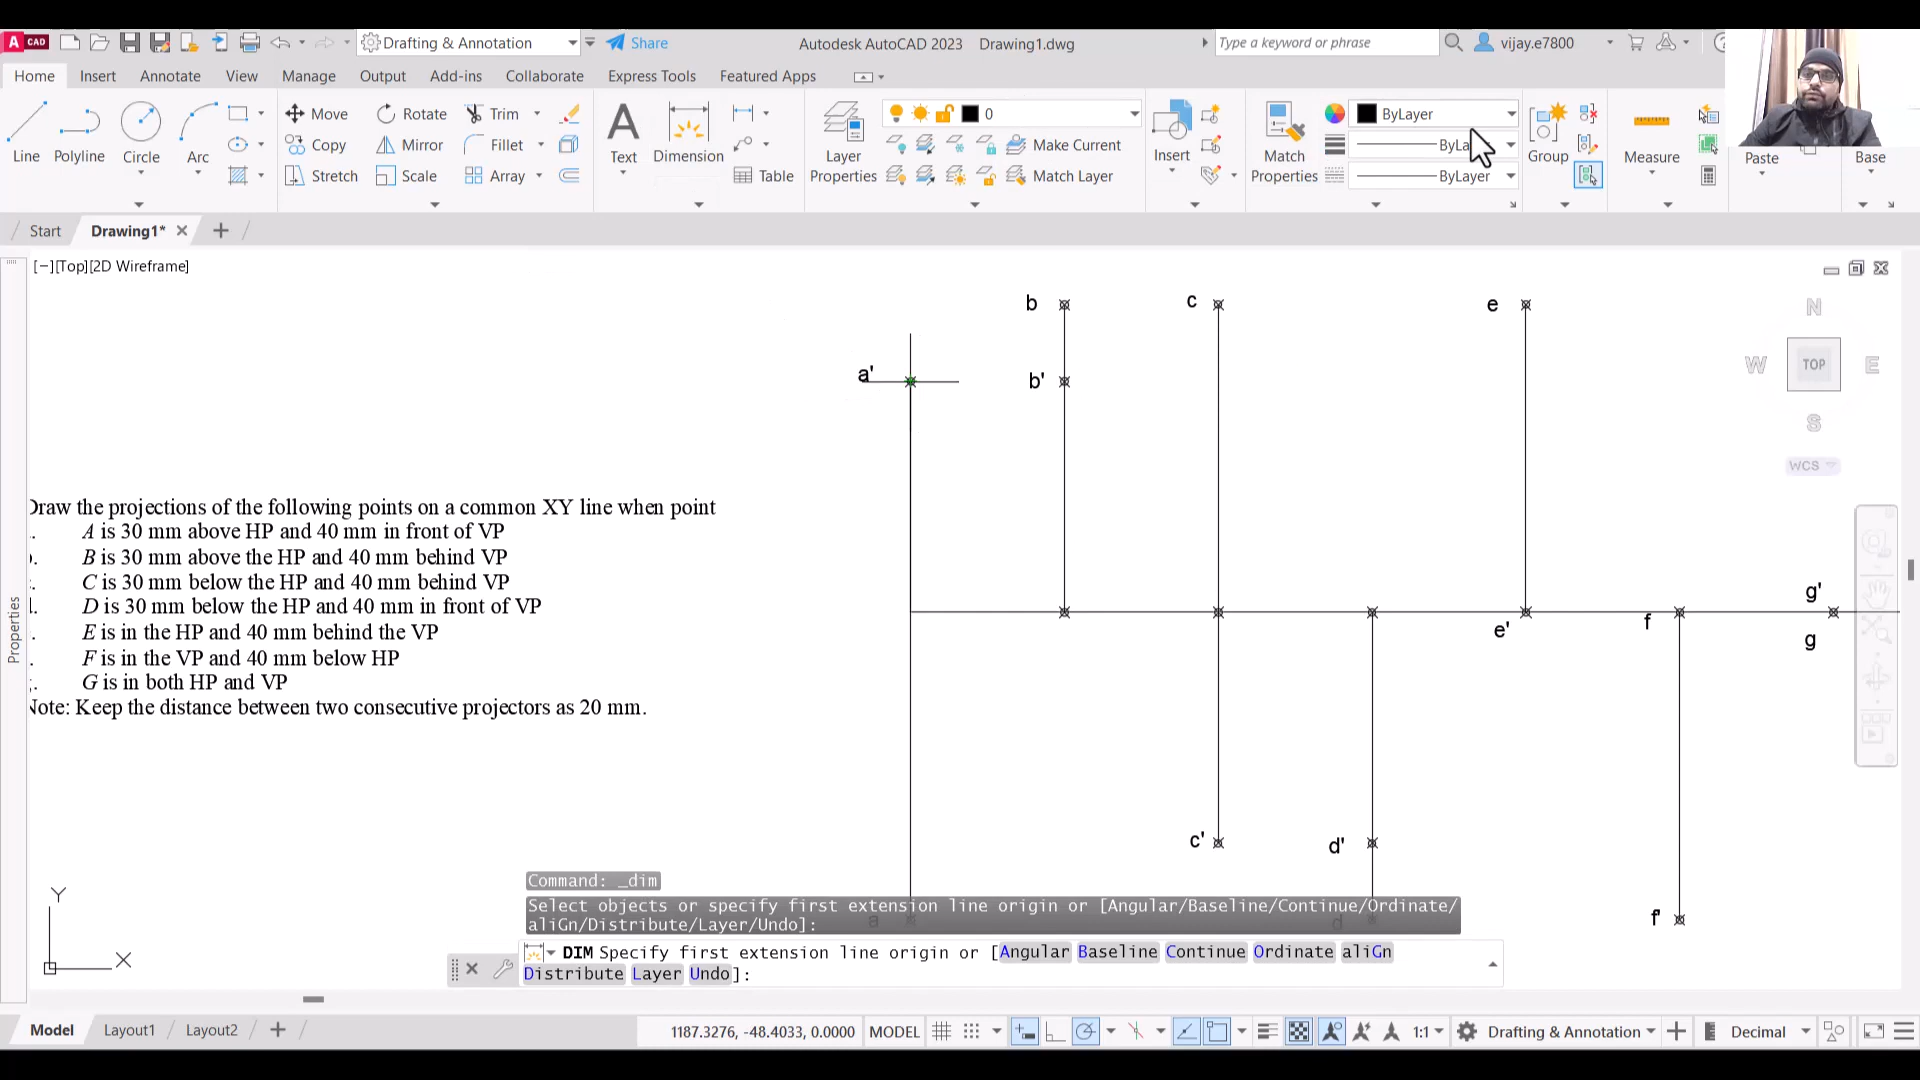 A CAD Drafting & Annotation Share Autodesk AutoCAD 2023 Drawing1.dwg Type a keyword or phrase vijay.e7800
Home Insert Annotate View Manage Output Add-ins Collaborate Express Tools Featured Apps
Line Polyline Circle Arc
Move Rotate Trim
Copy Mirror Fillet
Stretch Scale Array
Text Dimension Table
Layer Properties
0
Make Current
Match Layer
Insert
Match Properties
ByLayer
ByLayer
Group
Measure
Paste
Base
Start Drawing1* +
[−][Top][2D Wireframe]
b c e
a' b'
N
W TOP E
S
WCS
Draw the projections of the following points on a common XY line when point
A is 30 mm above HP and 40 mm in front of VP
B is 30 mm above the HP and 40 mm behind VP
C is 30 mm below the HP and 40 mm behind VP
D is 30 mm below the HP and 40 mm in front of VP
E is in the HP and 40 mm behind the VP
F is in the VP and 40 mm below HP
G is in both HP and VP
Note: Keep the distance between two consecutive projectors as 20 mm.
Properties
g'
e' f g
c' d'
a d f'
Y
X
Command: _dim
Select objects or specify first extension line origin or [Angular/Baseline/Continue/Ordinate/
aliGn/Distribute/Layer/Undo]:
DIM Specify first extension line origin or [Angular Baseline Continue Ordinate aliGn
Distribute Layer Undo]:
Model Layout1 Layout2 + 1187.3276, -48.4033, 0.0000 MODEL 1:1 Drafting & Annotation Decimal